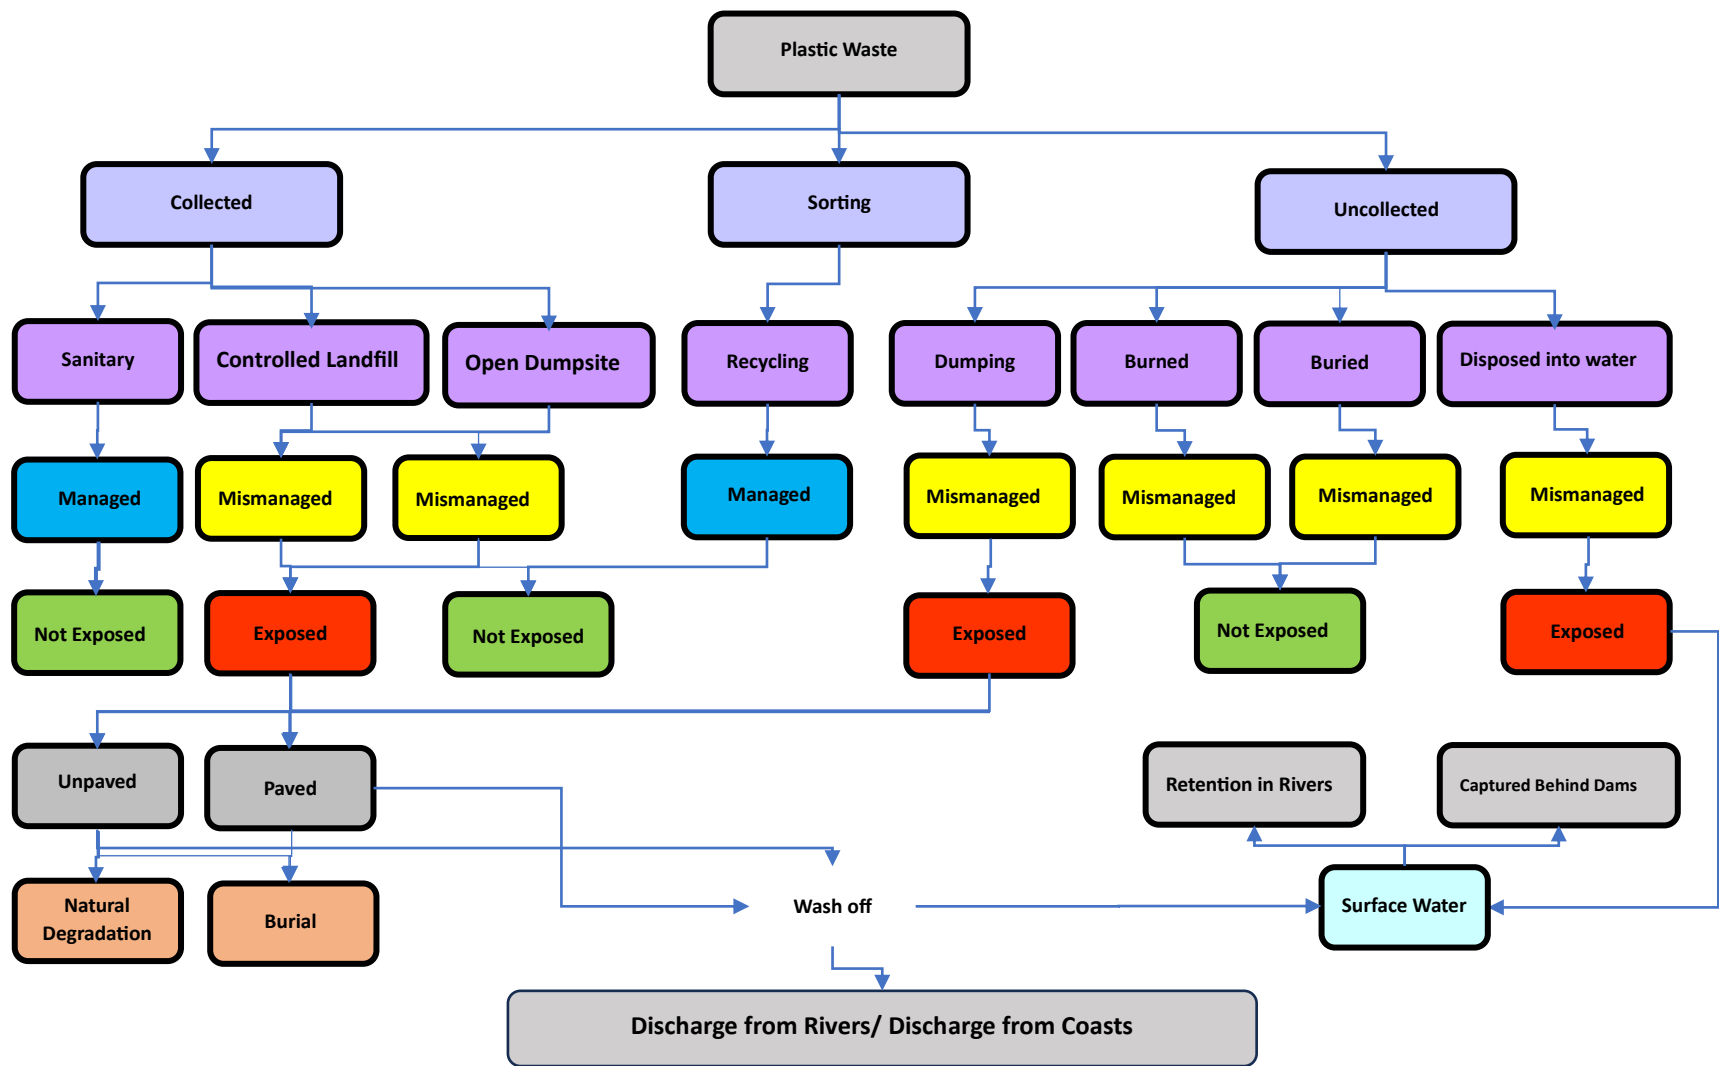 Plastic Waste
Collected
Sorting
Uncollected
Sanitary
Controlled Landfill
Open Dumpsite
Recycling
Dumping
Burned
Buried
Disposed into water
Managed
Mismanaged
Mismanaged
Managed
Mismanaged
Mismanaged
Mismanaged
Mismanaged
Not Exposed
Exposed
Not Exposed
Exposed
Not Exposed
Exposed
Unpaved
Paved
Retention in Rivers
Captured Behind Dams
Natural
Degradation
Burial
Wash off
Surface Water
Discharge from Rivers/ Discharge from Coasts